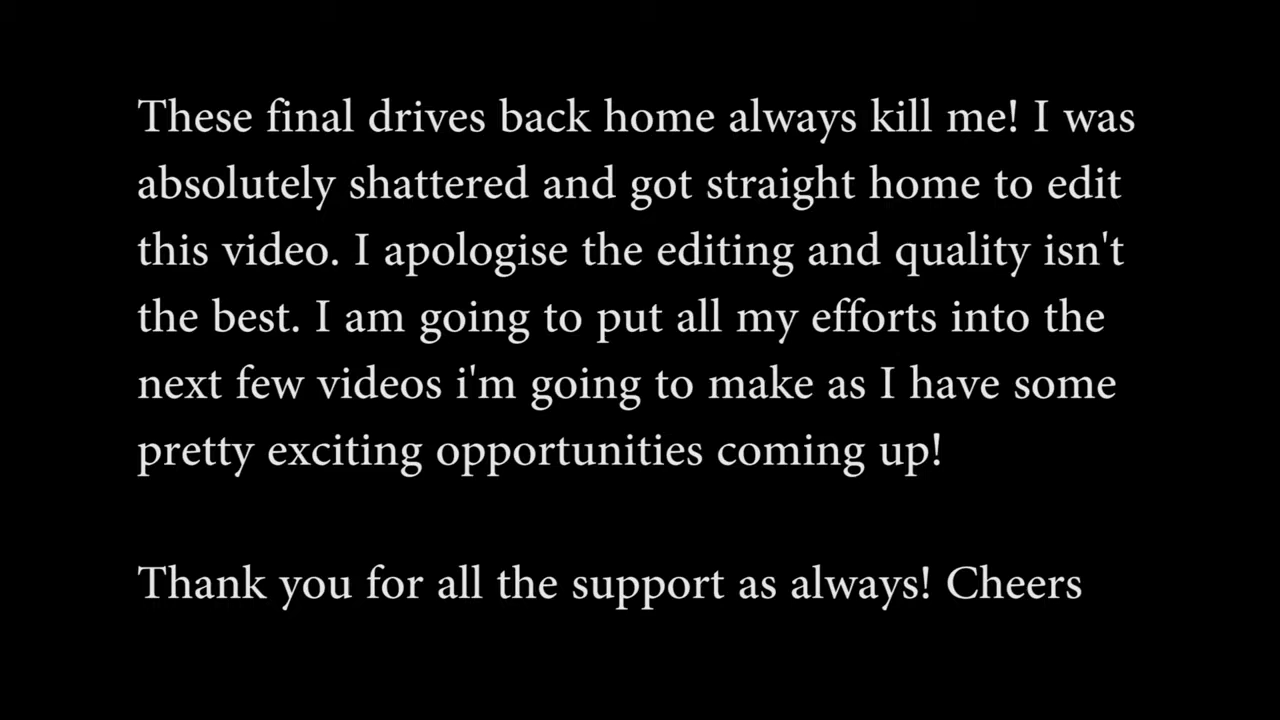 These final drives back home always kill me! I was
absolutely shattered and got straight home to edit
this video. I apologise the editing and quality isn't
the best. I am going to put all my efforts into the
next few videos i'm going to make as I have some
pretty exciting opportunities coming up!
Thank you for all the support as always! Cheers